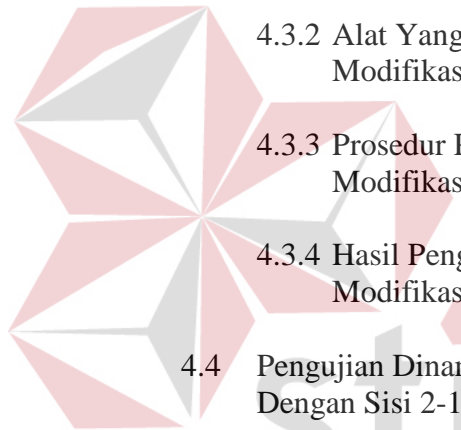 4.3.2 Alat Yang
Modifikas
4.3.3 Prosedur
Modifikas
4.3.4 Hasil Peng
Modifikas
4.4 Pengujian Dinar
Dengan Sisi 2-1